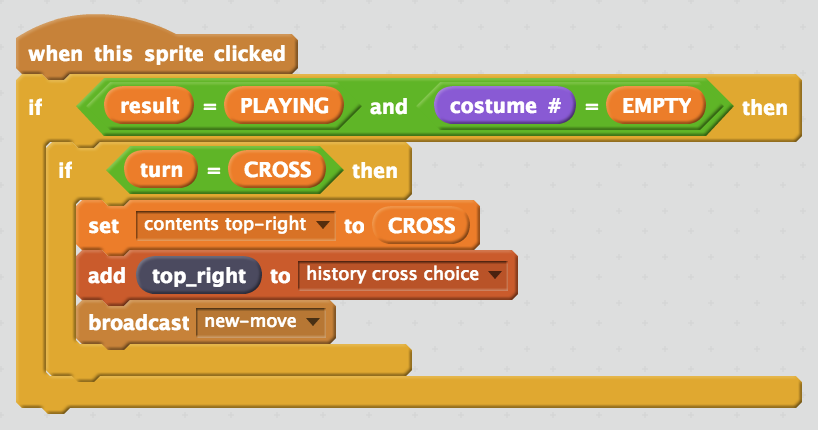 when this sprite clicked
if result = PLAYING and costume # = EMPTY then
if turn = CROSS then
set contents top-right to CROSS
add top_right to history cross choice
broadcast new-move